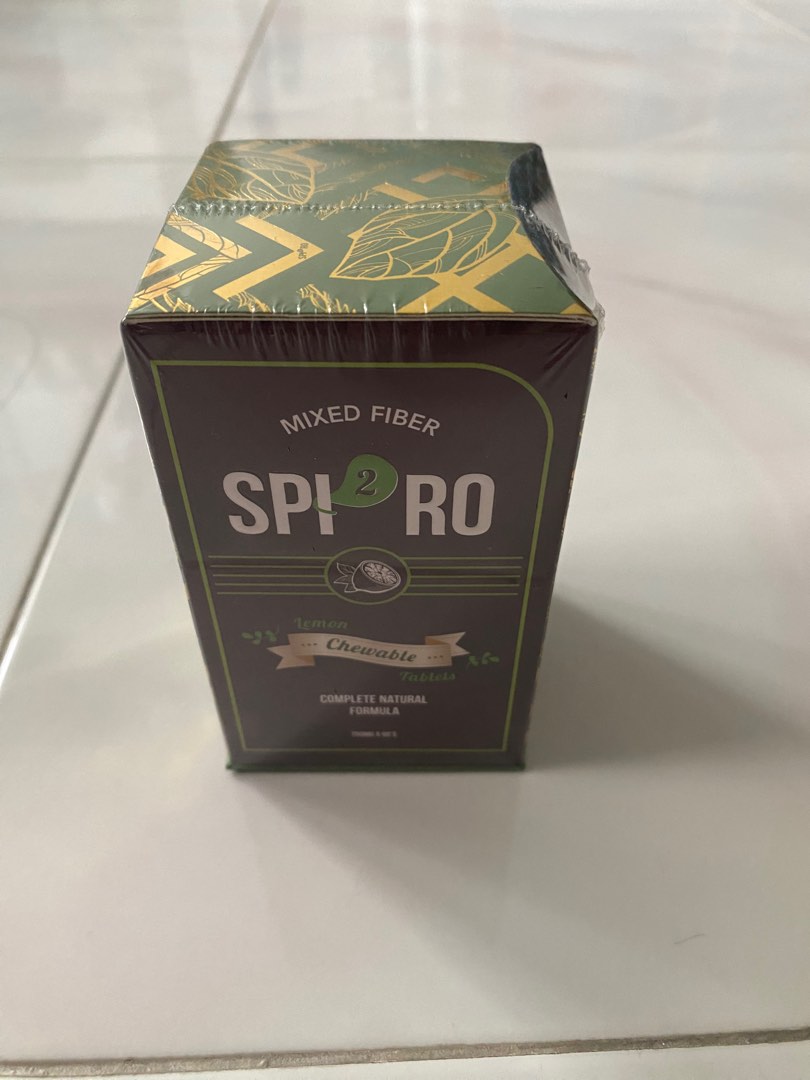 MIXED FIBER
SPI2RO
Lemon
Chewable
Tablets
COMPLETE NATURAL
FORMULA